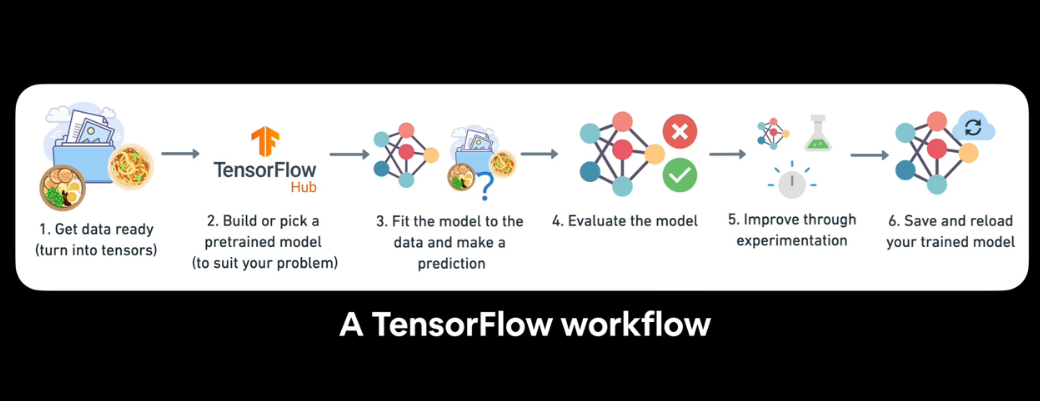 TensorFlow
Hub
1. Get data ready
(turn into tensors)
2. Build or pick a
pretrained model
(to suit your problem)
3. Fit the model to the
data and make a
prediction
4. Evaluate the model
5. Improve through
experimentation
6. Save and reload
your trained model
A TensorFlow workflow